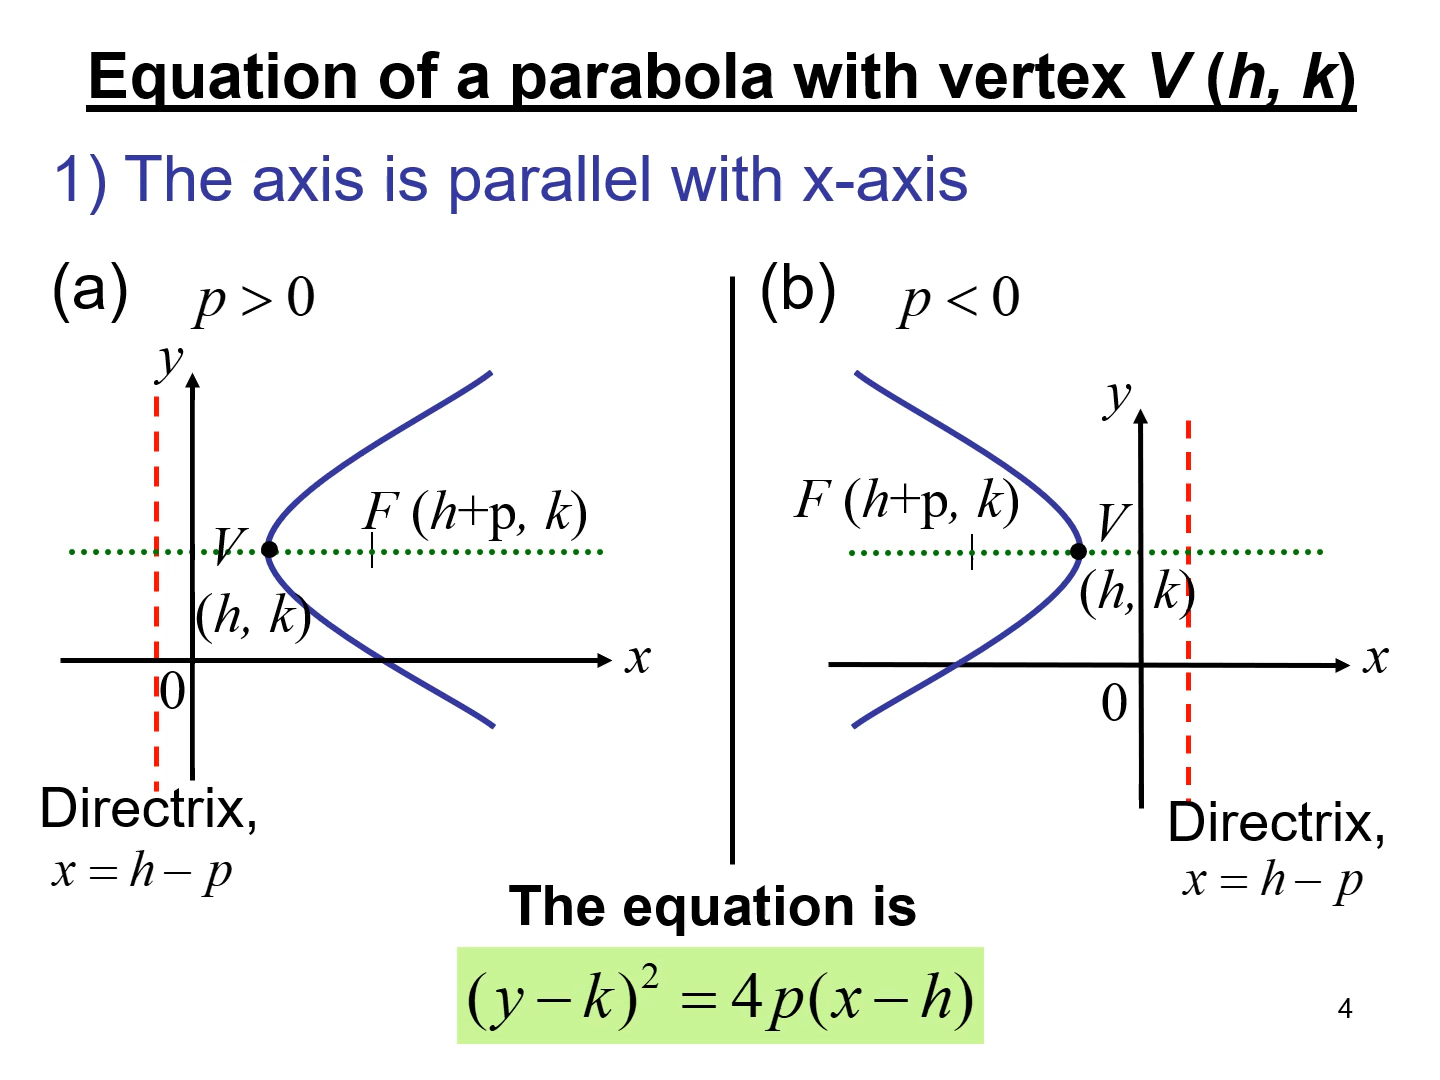 Equation of a parabola with vertex V (h, k)
1) The axis is parallel with x-axis
(a) p > 0
y
F (h+p, k)
V
(h, k)
x
0
Directrix,
x = h − p
(b) p < 0
y
F (h+p, k)
V
(h, k)
x
0
Directrix,
x = h − p
The equation is
(y − k)² = 4p(x − h)
4